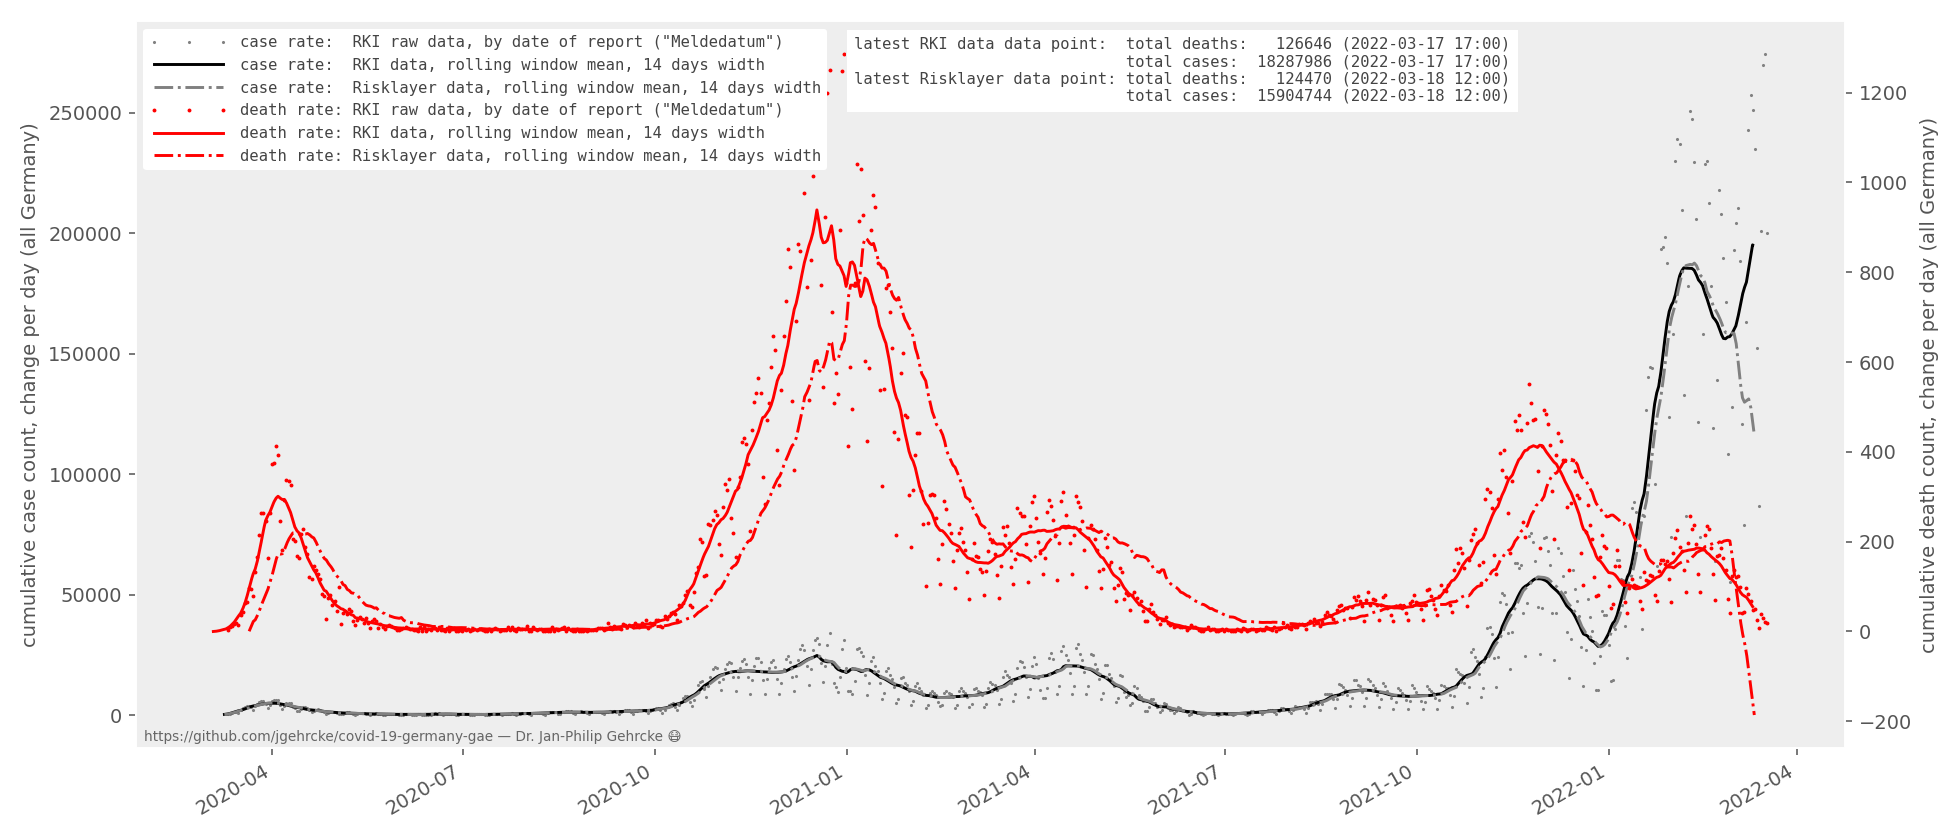 case rate:  RKI raw data, by date of report ("Meldedatum")
case rate:  RKI data, rolling window mean, 14 days width
case rate:  Risklayer data, rolling window mean, 14 days width
death rate: RKI raw data, by date of report ("Meldedatum")
death rate: RKI data, rolling window mean, 14 days width
death rate: Risklayer data, rolling window mean, 14 days width
latest RKI data data point:  total deaths:   126646 (2022-03-17 17:00)
total cases:  18287986 (2022-03-17 17:00)
latest Risklayer data point: total deaths:   124470 (2022-03-18 12:00)
total cases:  15904744 (2022-03-18 12:00)
cumulative case count, change per day (all Germany)
250000
200000
150000
100000
50000
0
cumulative death count, change per day (all Germany)
1200
1000
800
600
400
200
0
−200
https://github.com/jgehrcke/covid-19-germany-gae — Dr. Jan-Philip Gehrcke 😷
2020-04
2020-07
2020-10
2021-01
2021-04
2021-07
2021-10
2022-01
2022-04